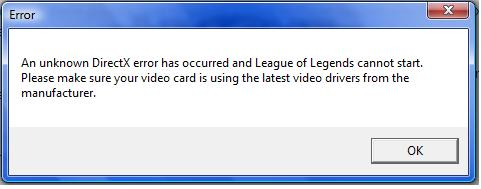 Error
An unknown DirectX error has occurred and League of Legends cannot start.
Please make sure your video card is using the latest video drivers from the
manufacturer.
OK